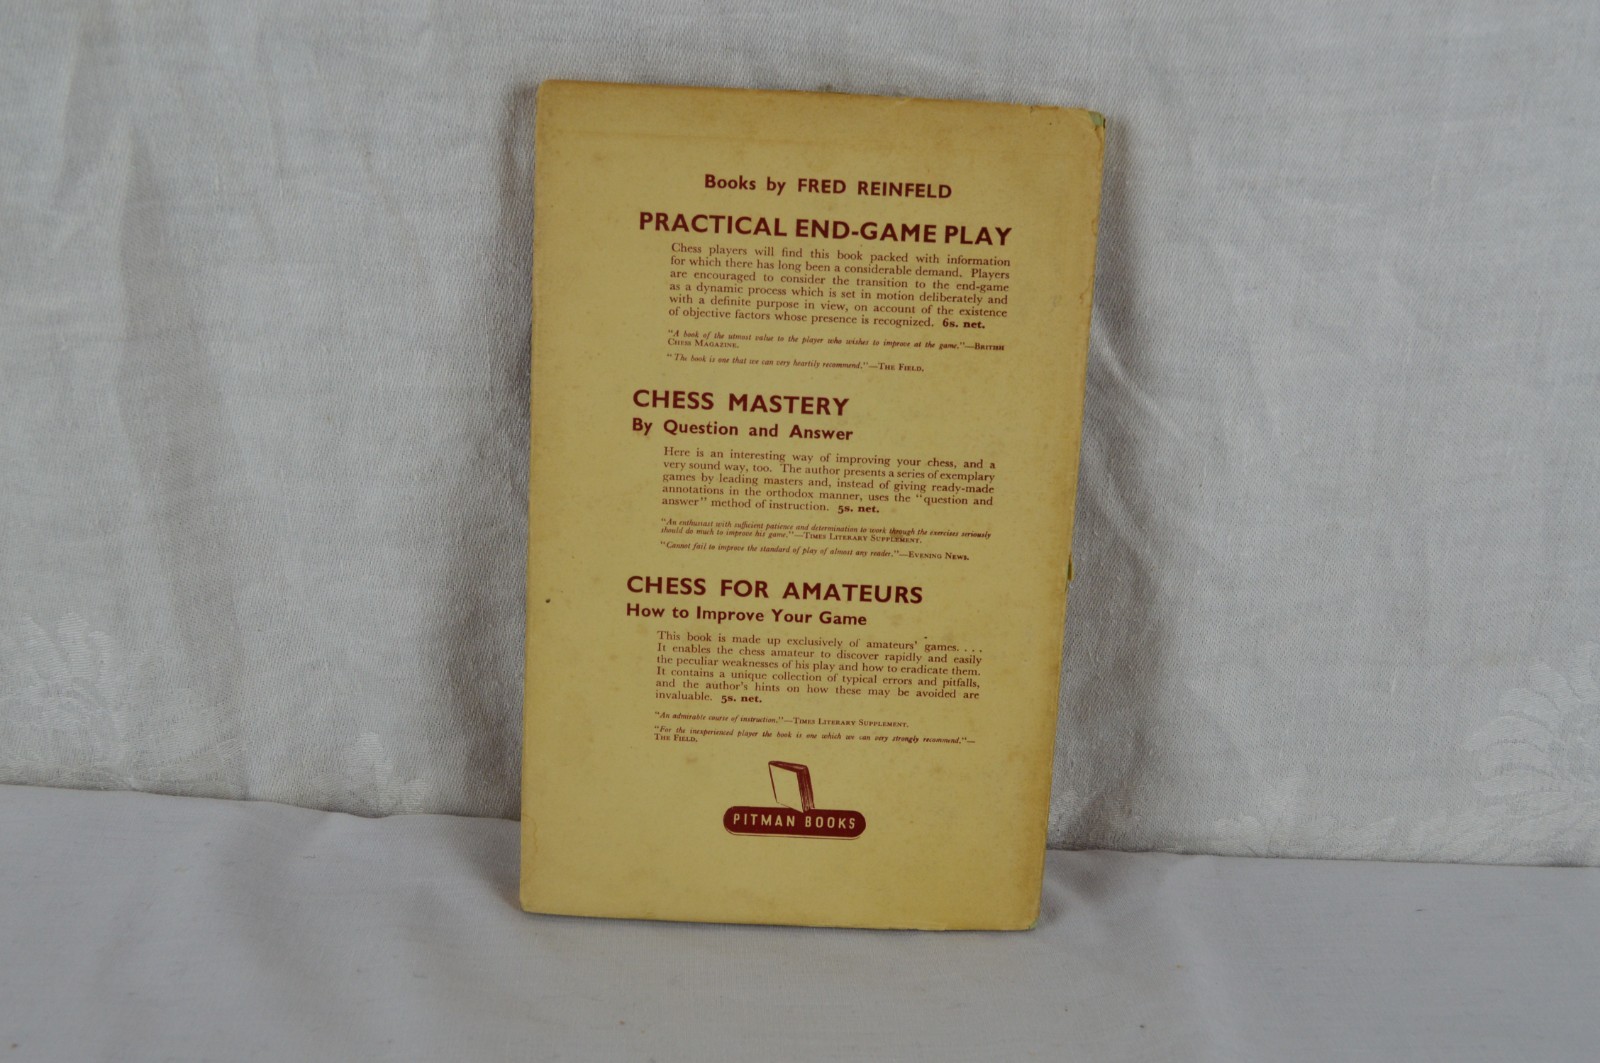 Books by FRED REINFELD
PRACTICAL END-GAME PLAY
Chess players will find this book packed with information
for which there has long been a considerable demand. Players
are encouraged to consider the transition to the end-game
as a dynamic process which is set in motion deliberately and
with a definite purpose in view, on account of the existence
of objective factors whose presence is recognized. 6s. net.
"A book of the utmost value to the player who wishes to improve at the game."—BRITISH
CHESS MAGAZINE.
"The book is one that we can very heartily recommend."—THE FIELD.
CHESS MASTERY
By Question and Answer
Here is an interesting way of improving your chess, and a
very sound way, too. The author presents a series of exemplary
games by leading masters and, instead of giving ready-made
annotations in the orthodox manner, uses the "question and
answer" method of instruction. 5s. net.
"An enthusiast with sufficient patience and determination to work through the exercises seriously
should do much to improve his game."—TIMES LITERARY SUPPLEMENT.
"Cannot fail to improve the standard of play of almost any reader."—EVENING NEWS.
CHESS FOR AMATEURS
How to Improve Your Game
This book is made up exclusively of amateurs' games. . . .
It enables the chess amateur to discover rapidly and easily
the peculiar weaknesses of his play and how to eradicate them.
It contains a unique collection of typical errors and pitfalls,
and the author's hints on how these may be avoided are
invaluable. 5s. net.
"An admirable course of instruction."—TIMES LITERARY SUPPLEMENT.
"For the inexperienced player the book is one which we can very strongly recommend."—
THE FIELD.
PITMAN BOOKS